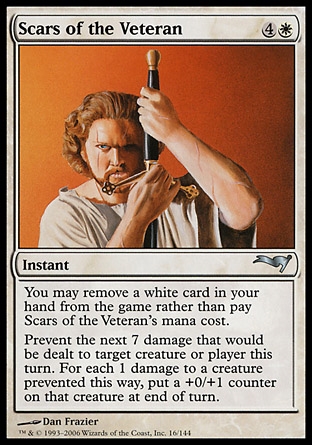 Scars of the Veteran 4
Instant
You may remove a white card in your
hand from the game rather than pay
Scars of the Veteran's mana cost.
Prevent the next 7 damage that would
be dealt to target creature or player this
turn. For each 1 damage to a creature
prevented this way, put a +0/+1 counter
on that creature at end of turn.
Dan Frazier
™ & © 1993–2006 Wizards of the Coast, Inc. 16/144